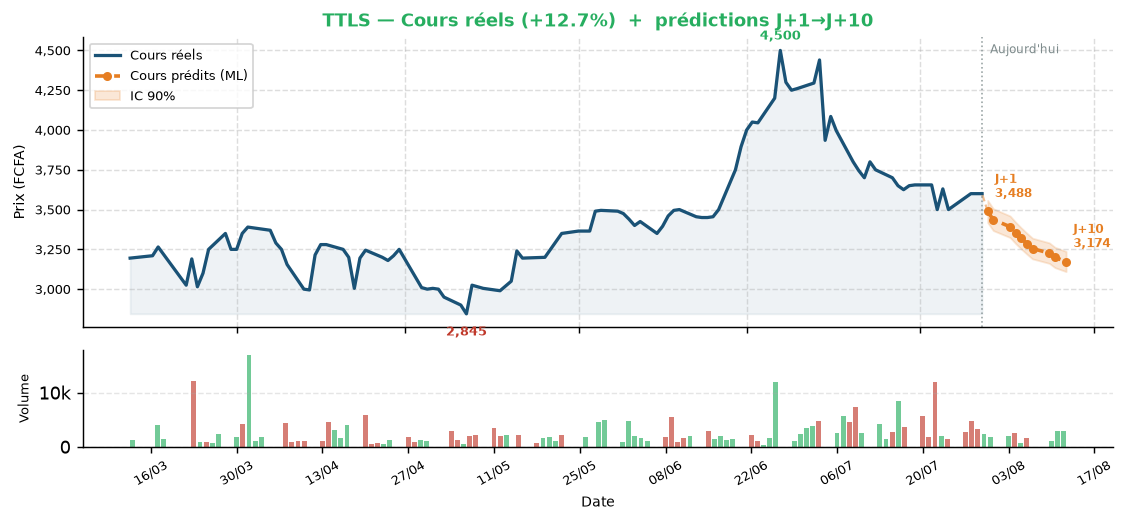 TTLS — Cours réels (+12.7%)  +  prédictions J+1→J+10
4,500
Aujourd'hui
Cours réels
Cours prédits (ML)
IC 90%
4,500
4,250
4,000
3,750
3,500
3,250
3,000
Prix (FCFA)
J+1
3,488
J+10
3,174
2,845
Volume
10k
0
16/03
30/03
13/04
27/04
11/05
25/05
08/06
22/06
06/07
20/07
03/08
17/08
Date